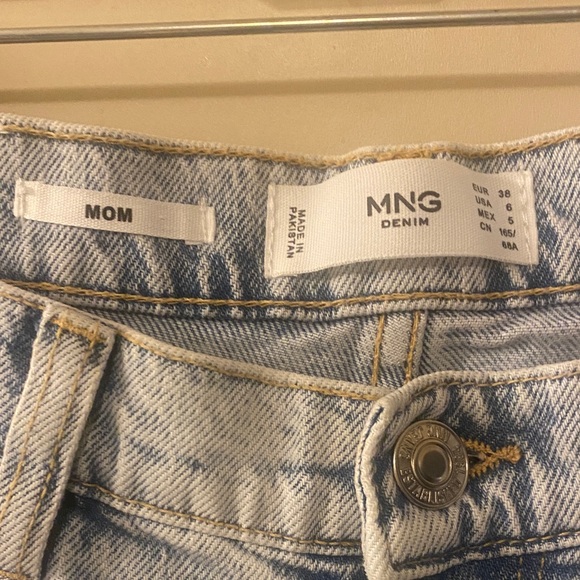 MOM
MADE IN
PAKISTAN
MNG
DENIM
EUR 38
USA 6
MEX 5
CN 165/
68A